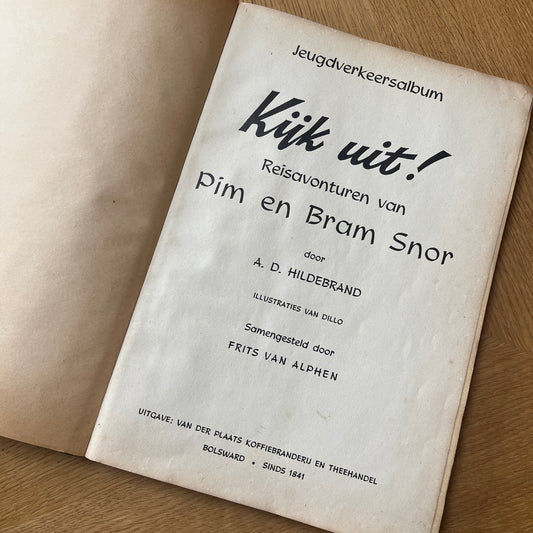 Jeugdverkeersalbum
Kijk uit!
Reisavonturen van
Pim en Bram Snor
door
A. D. HILDEBRAND
ILLUSTRATIES VAN DILLO
Samengesteld door
FRITS VAN ALPHEN
UITGAVE: VAN DER PLAATS KOFFIEBRANDERIJ EN THEEHANDEL
BOLSWARD • SINDS 1841